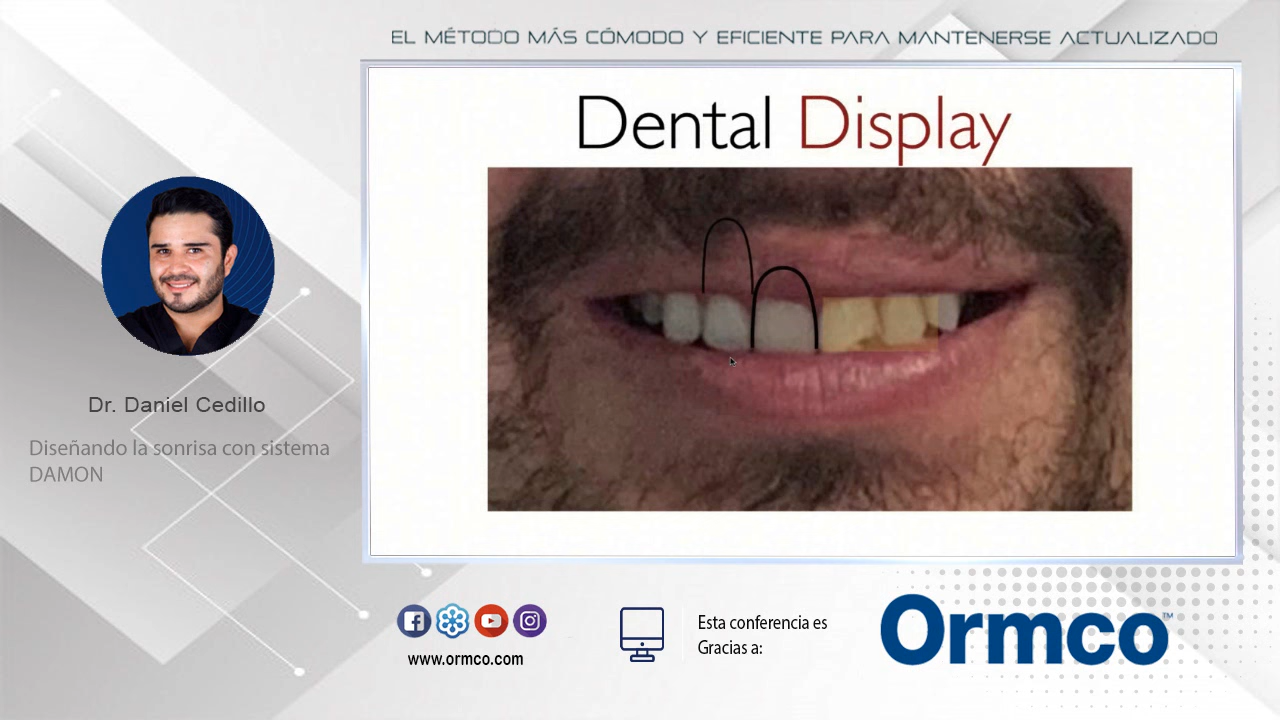 EL MÉTODO MÁS CÓMODO Y EFICIENTE PARA MANTENERSE ACTUALIZADO
Dental Display
Dr. Daniel Cedillo
Diseñando la sonrisa con sistema
DAMON
www.ormco.com
Esta conferencia es
Gracias a:
Ormco™